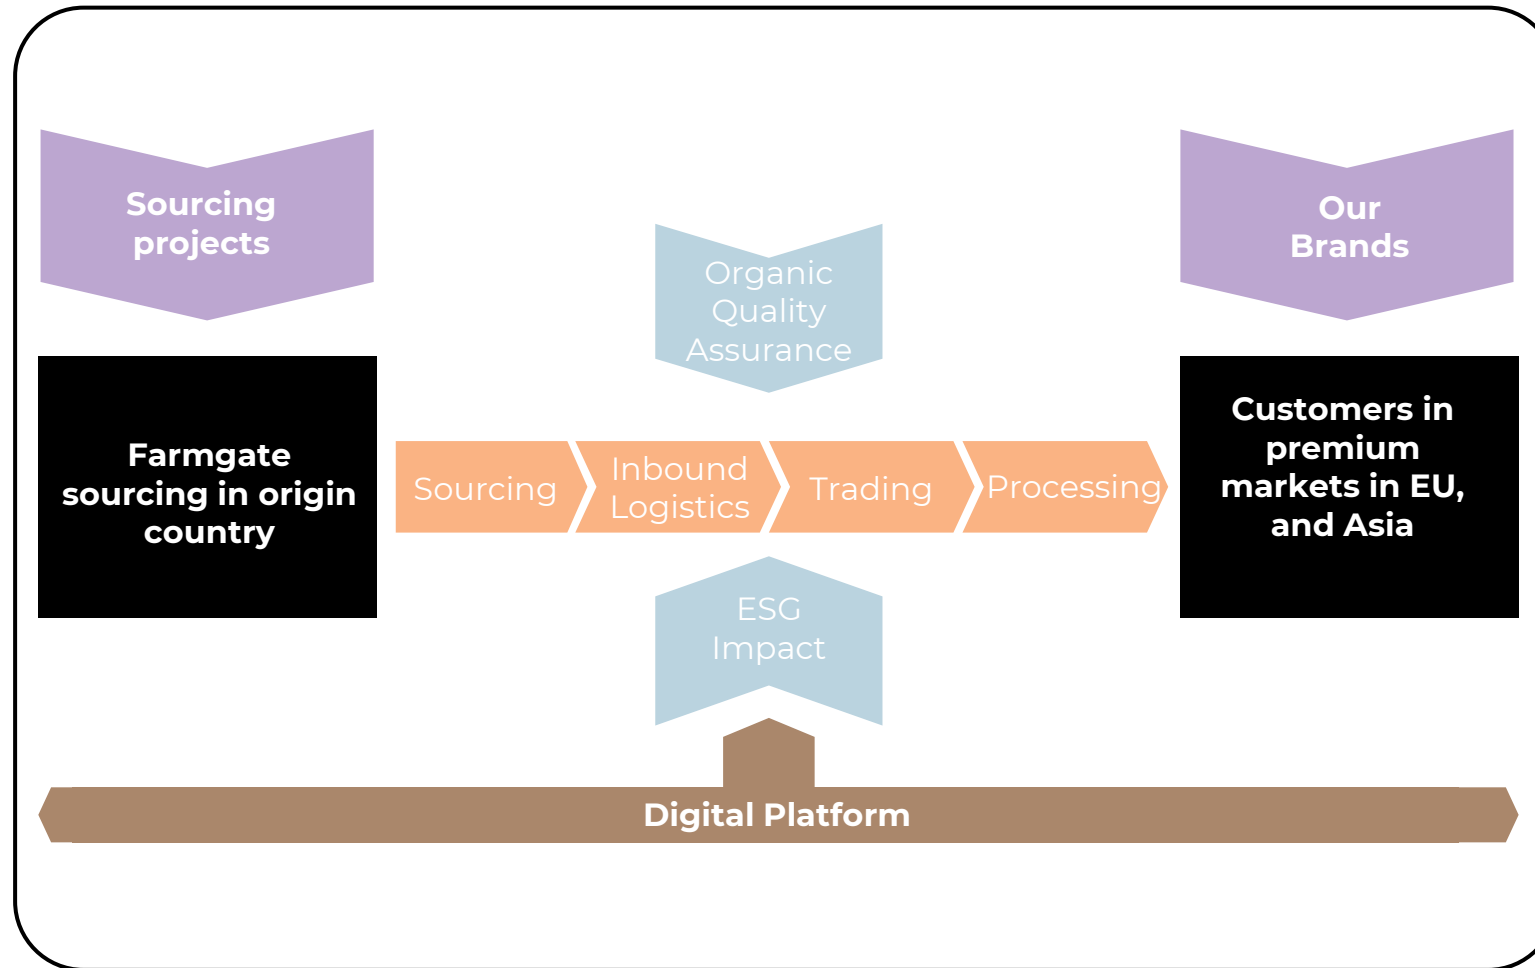 Sourcing
projects
Our
Brands
Organic
Quality
Assurance
Farmgate
sourcing in origin
country
Sourcing
Inbound
Logistics
Trading
Processing
Customers in
premium
markets in EU,
and Asia
ESG
Impact
Digital Platform